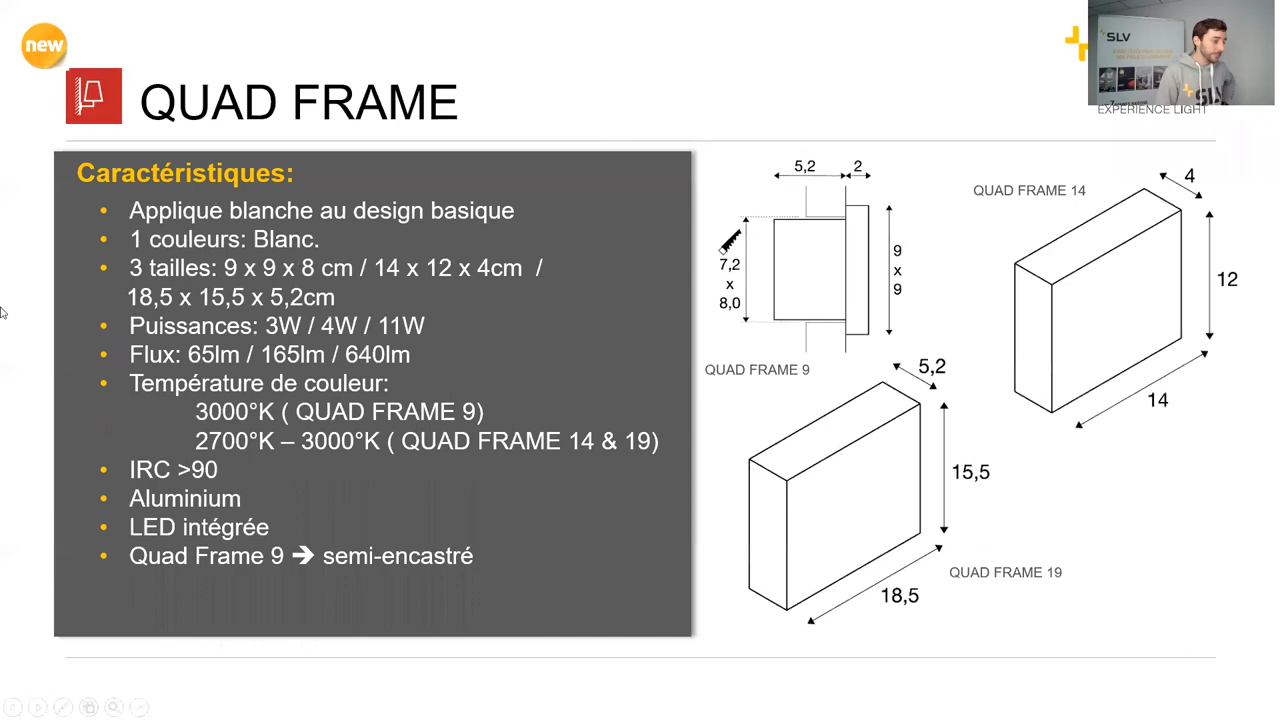 new
QUAD FRAME
SLV
EXPERIENCE LIGHT
Caractéristiques:
• Applique blanche au design basique
• 1 couleurs: Blanc.
• 3 tailles: 9 x 9 x 8 cm / 14 x 12 x 4cm /
18,5 x 15,5 x 5,2cm
• Puissances: 3W / 4W / 11W
• Flux: 65lm / 165lm / 640lm
• Température de couleur:
3000°K ( QUAD FRAME 9)
2700°K – 3000°K ( QUAD FRAME 14 & 19)
• IRC >90
• Aluminium
• LED intégrée
• Quad Frame 9 ➔ semi-encastré
5,2
2
7,2
x
8,0
9
x
9
QUAD FRAME 9
QUAD FRAME 14
4
12
14
5,2
15,5
18,5
QUAD FRAME 19
SLV